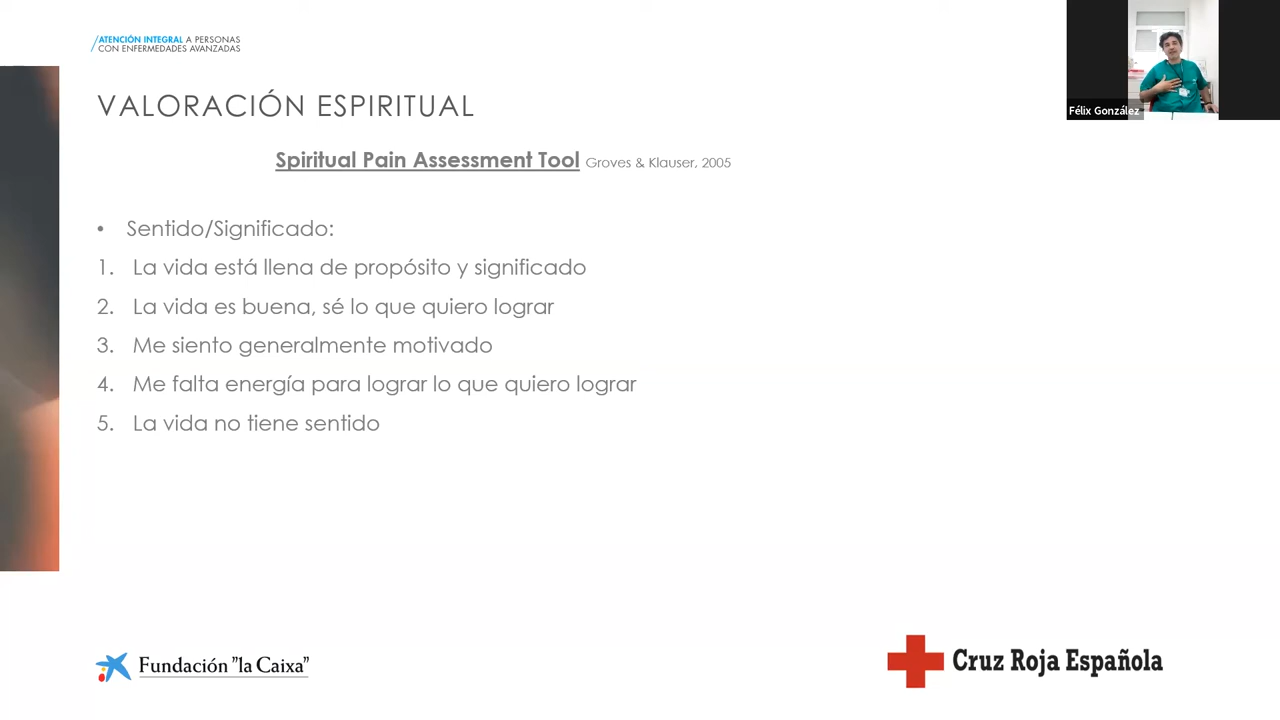 ATENCIÓN INTEGRAL A PERSONAS
CON ENFERMEDADES AVANZADAS
Félix González
VALORACIÓN ESPIRITUAL
Spiritual Pain Assessment Tool Groves & Klauser, 2005
• Sentido/Significado:
1. La vida está llena de propósito y significado
2. La vida es buena, sé lo que quiero lograr
3. Me siento generalmente motivado
4. Me falta energía para lograr lo que quiero lograr
5. La vida no tiene sentido
Fundación "la Caixa"
Cruz Roja Española